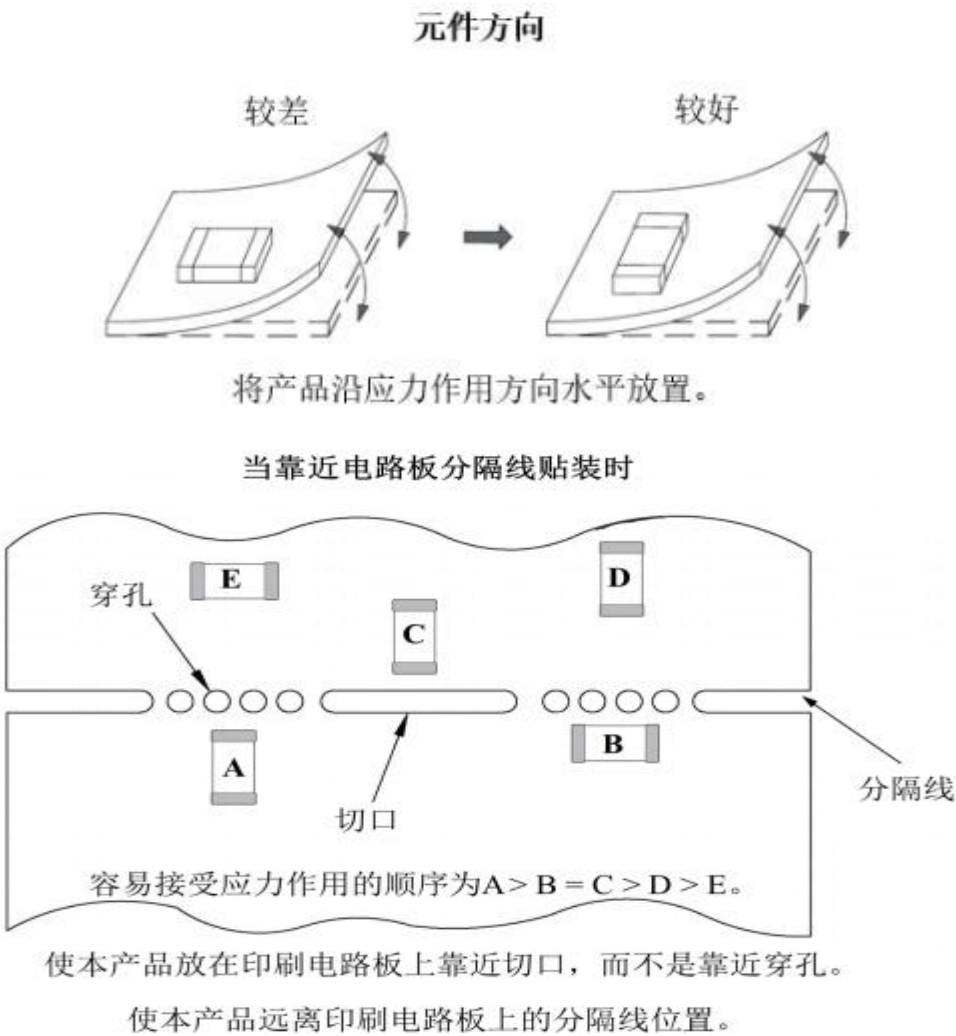 元件方向
较差
较好
将产品沿应力作用方向水平放置。
当靠近电路板分隔线贴装时
E
D
穿孔
C
A
B
分隔线
切口
容易接受应力作用的顺序为A > B = C > D > E。
使本产品放在印刷电路板上靠近切口，而不是靠近穿孔。
使本产品远离印刷电路板上的分隔线位置。